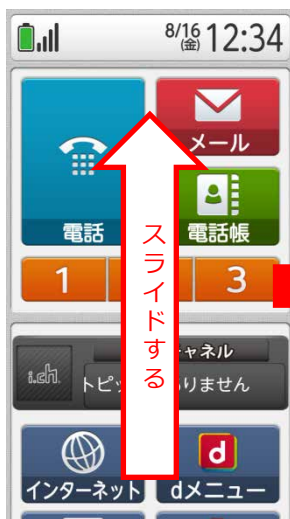 8/16
(金)
12:34
メール
電話
電話帳
1
3
スライドする
i.ch.
ャネル
トピッ
りません
インターネット
d
dメニュー